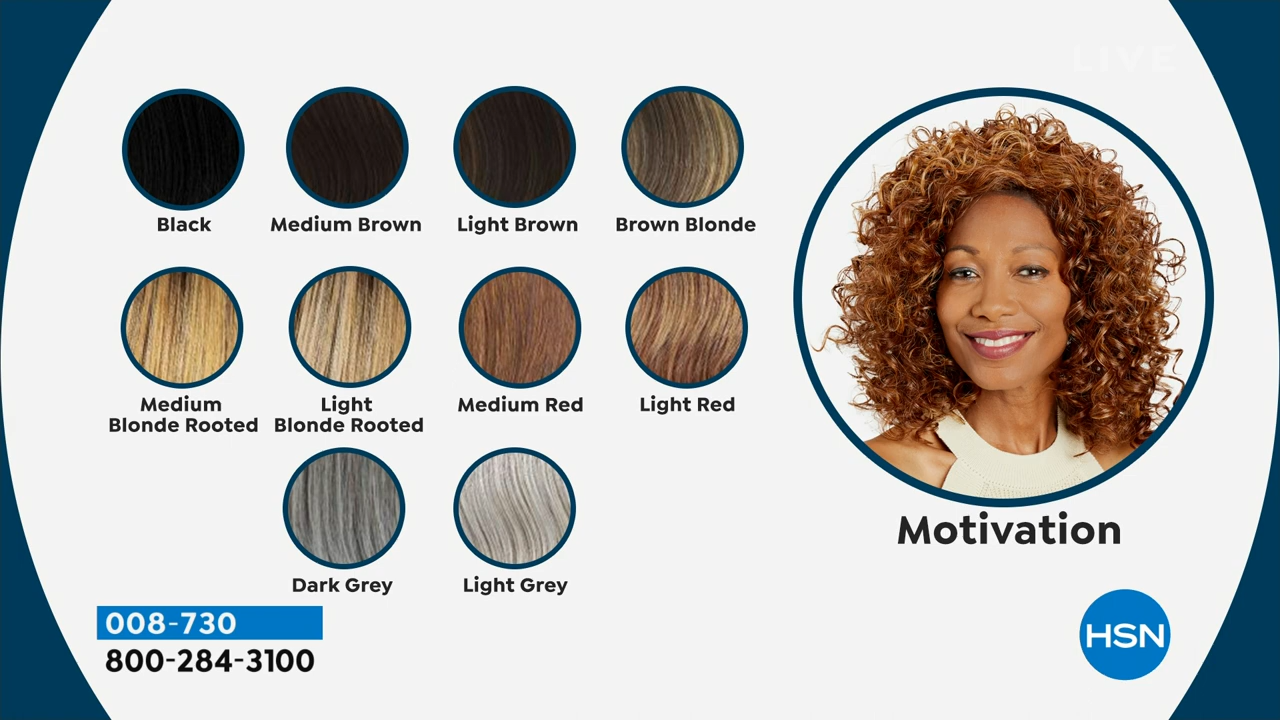 LIVE
Black
Medium Brown
Light Brown
Brown Blonde
Medium
Blonde Rooted
Light
Blonde Rooted
Medium Red
Light Red
Dark Grey
Light Grey
Motivation
008-730
800-284-3100
HSN